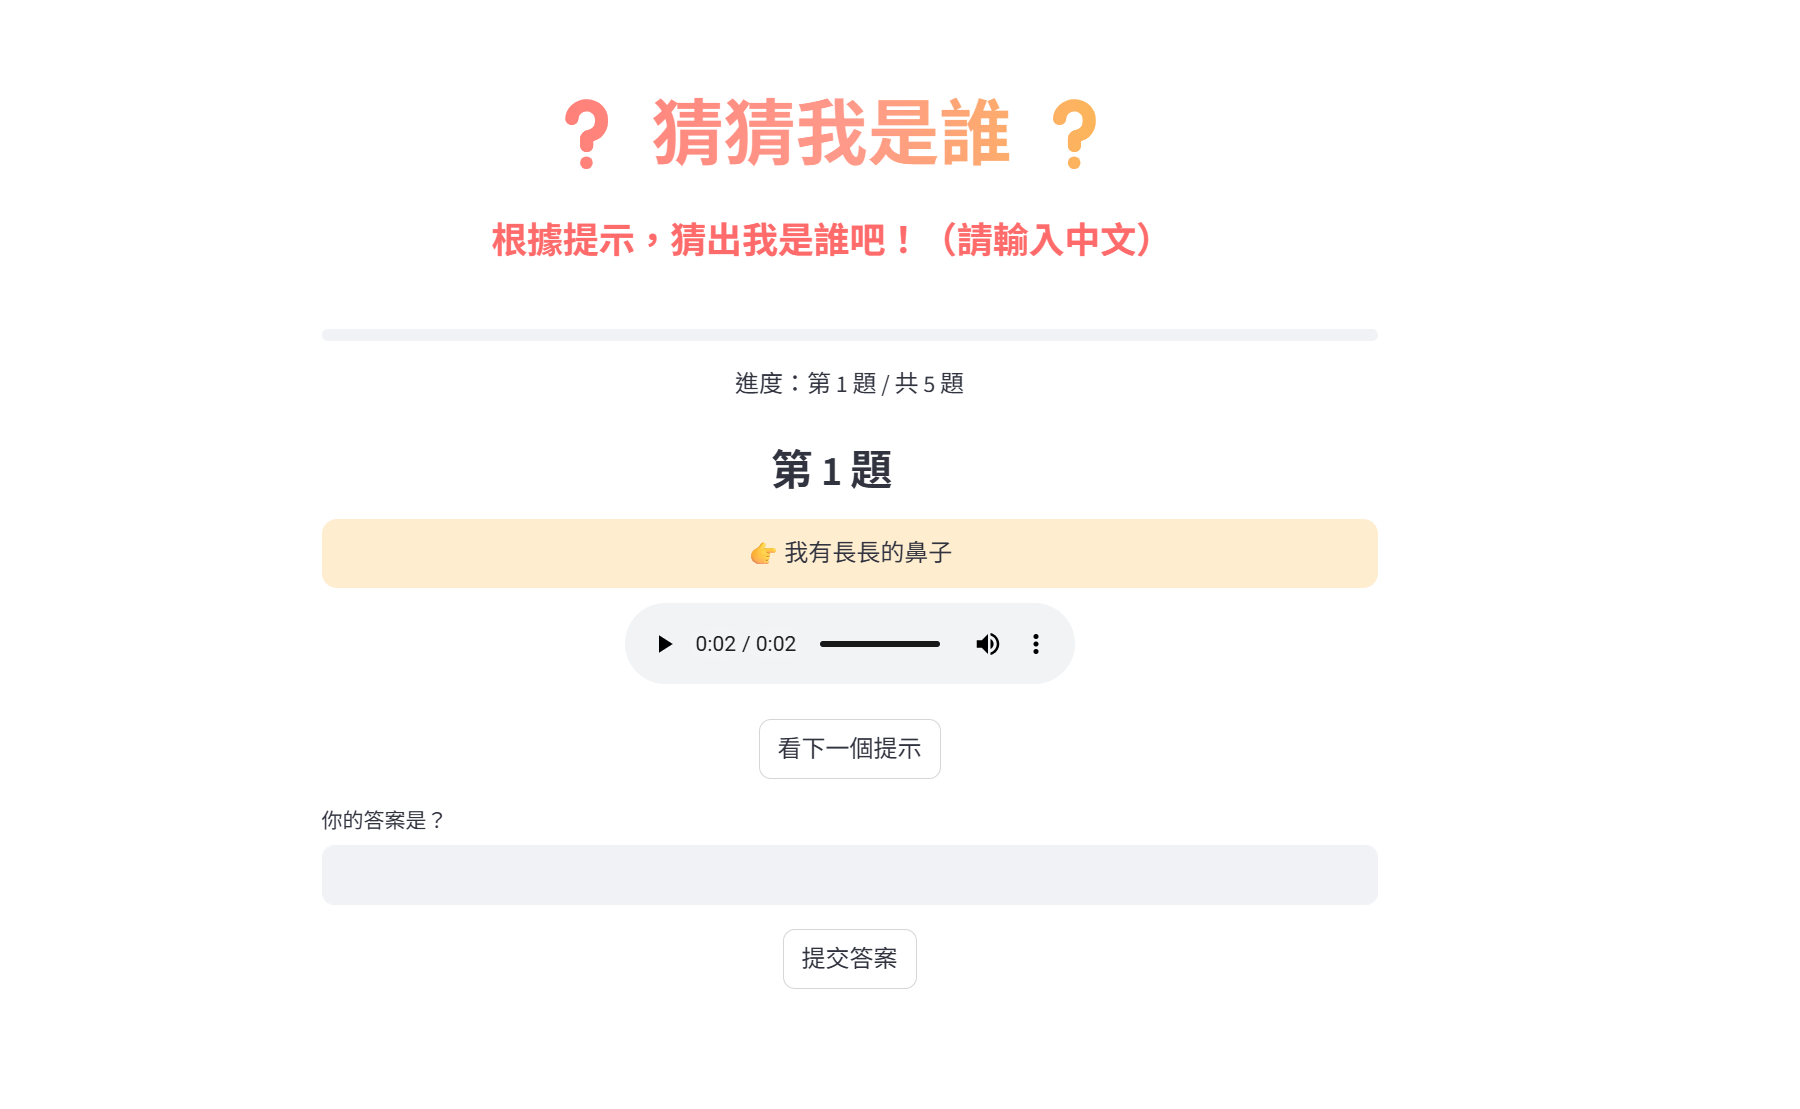 ❓ 猜猜我是誰 ❓
根據提示，猜出我是誰吧！（請輸入中文）
進度：第 1 題 / 共 5 題
第 1 題
👉 我有長長的鼻子
0:02 / 0:02
看下一個提示
你的答案是？
提交答案